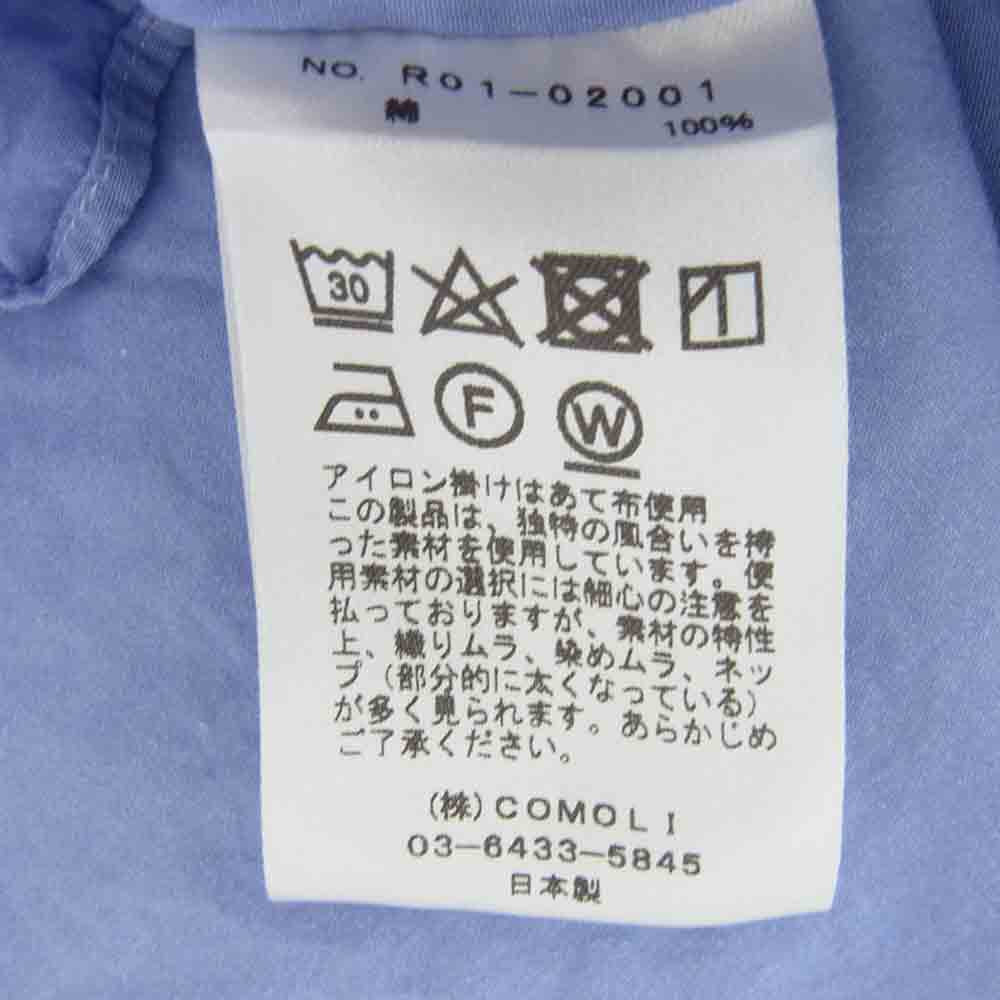 NO. R01-02001
綿 100%
30
F
W
アイロン掛けはあて布使用
この製品は、独特の風合いを持
った素材を使用しています。使
用素材の選択には細心の注意を
払っておりますが、素材の特性
上、織りムラ、染めムラ、ネッ
プ（部分的に太くなっている）
が多く見られます。あらかじめ
ご了承ください。
(株)COMOLI
03-6433-5845
日本製